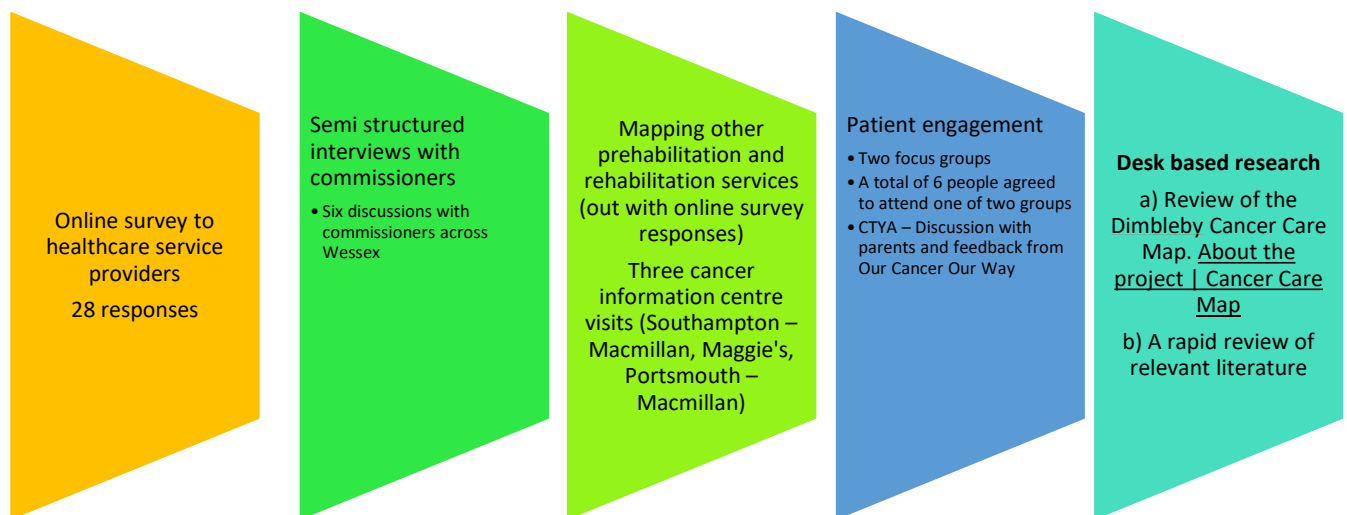 Online survey to
healthcare service
providers
28 responses
Semi structured
interviews with
commissioners
• Six discussions with
commissioners across
Wessex
Mapping other
prehabilitation and
rehabilitation services
(out with online survey
responses)
Three cancer
information centre
visits (Southampton –
Macmillan, Maggie's,
Portsmouth –
Macmillan)
Patient engagement
• Two focus groups
• A total of 6 people agreed
to attend one of two groups
• CTYA – Discussion with
parents and feedback from
Our Cancer Our Way
Desk based research
a) Review of the
Dimbleby Cancer Care
Map. About the
project | Cancer Care
Map
b) A rapid review of
relevant literature